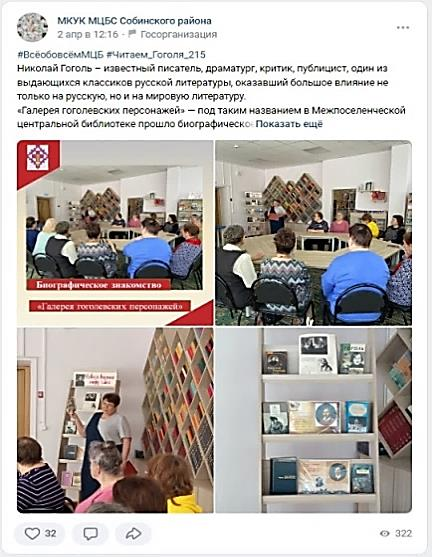 МКУК МЦБС Собинского района
2 апр в 12:16 · Госорганизация
#ВсёобовсёмМЦБ #Читаем_Гоголя_215
Николай Гоголь – известный писатель, драматург, критик, публицист, один из
выдающихся классиков русской литературы, оказавший большое влияние не
только на русскую, но и на мировую литературу.
«Галерея гоголевских персонажей» — под таким названием в Межпоселенческой
центральной библиотеке прошло биографическо Показать ещё
Биографическое знакомство
«Галерея гоголевских персонажей»
32
322